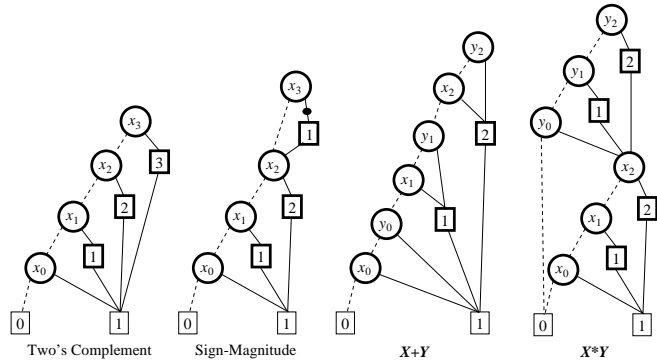 x3
x2
x1
x0
3
2
1
0
1
Two's Complement
x3
1
x2
2
x1
1
x0
0
1
Sign-Magnitude
y2
x2
2
y1
x1
1
y0
x0
0
1
X+Y
y2
2
y1
1
y0
x2
2
x1
1
x0
0
1
X*Y